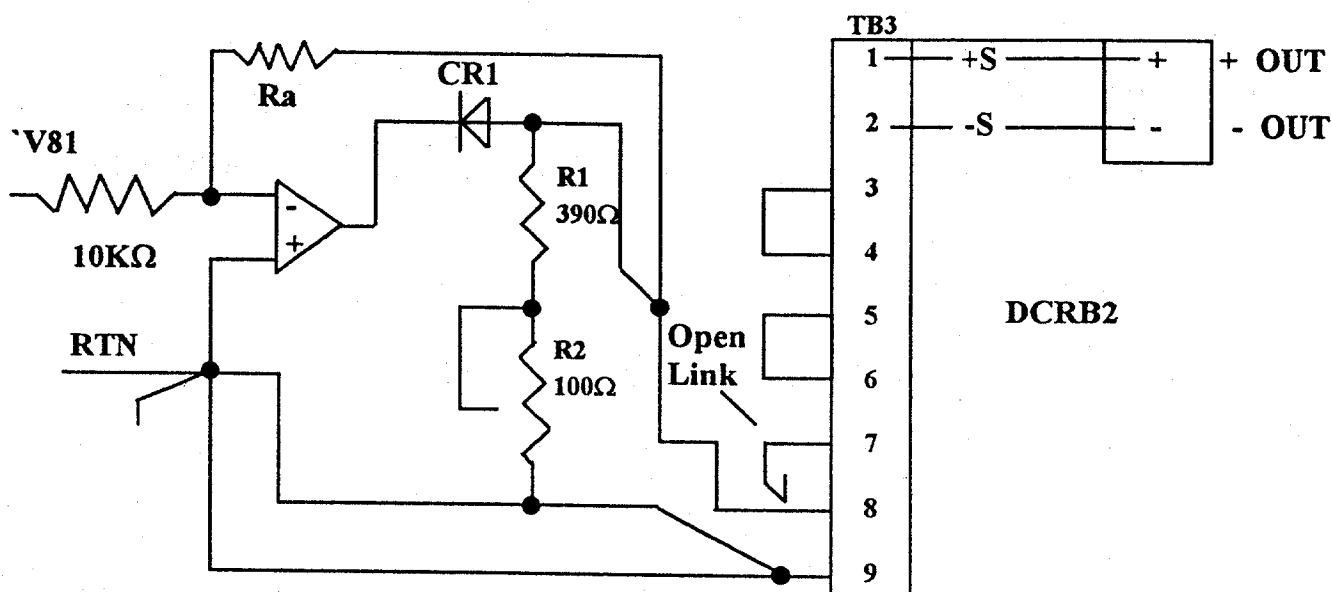 TB3
1 +S + + OUT
Ra
CR1
2 -S - - OUT
`V81
R1
390Ω
3
-
+
10KΩ
4
5
DCRB2
RTN
Open
Link
R2
100Ω
6
7
8
9